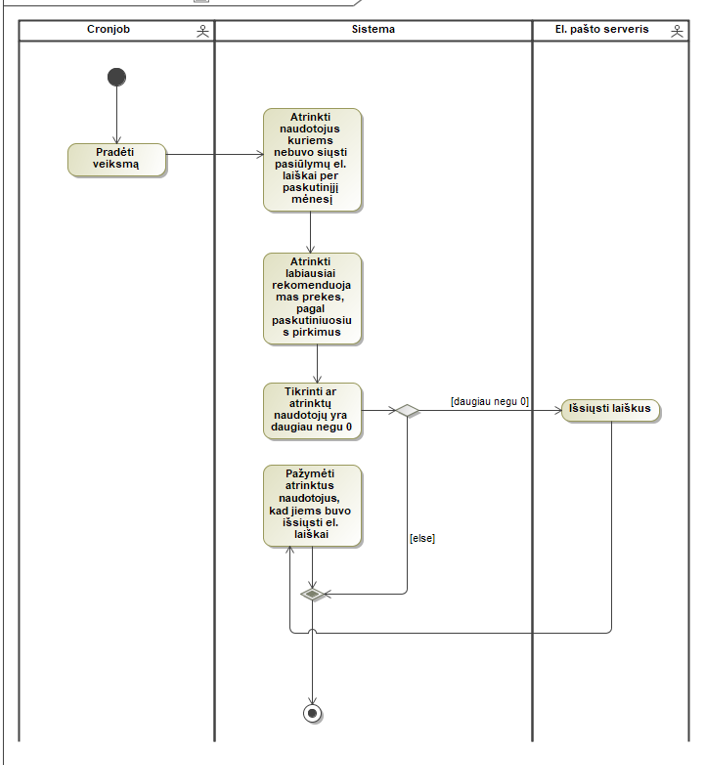 Cronjob
Sistema
El. pašto serveris
Pradėti
veiksmą
Atrinkti
naudotojus
kuriems
nebuvo siųsti
pasiūlymų el.
laiškai per
paskutinįjį
mėnesį
Atrinkti
labiausiai
rekomenduoja
mas prekes,
pagal
paskutiniuosiu
s pirkimus
Tikrinti ar
atrinktų
naudotojų yra
daugiau negu 0
[daugiau negu 0]
Išsiųsti laiškus
Pažymėti
atrinktus
naudotojus,
kad jiems buvo
išsiųsti el.
laiškai
[else]